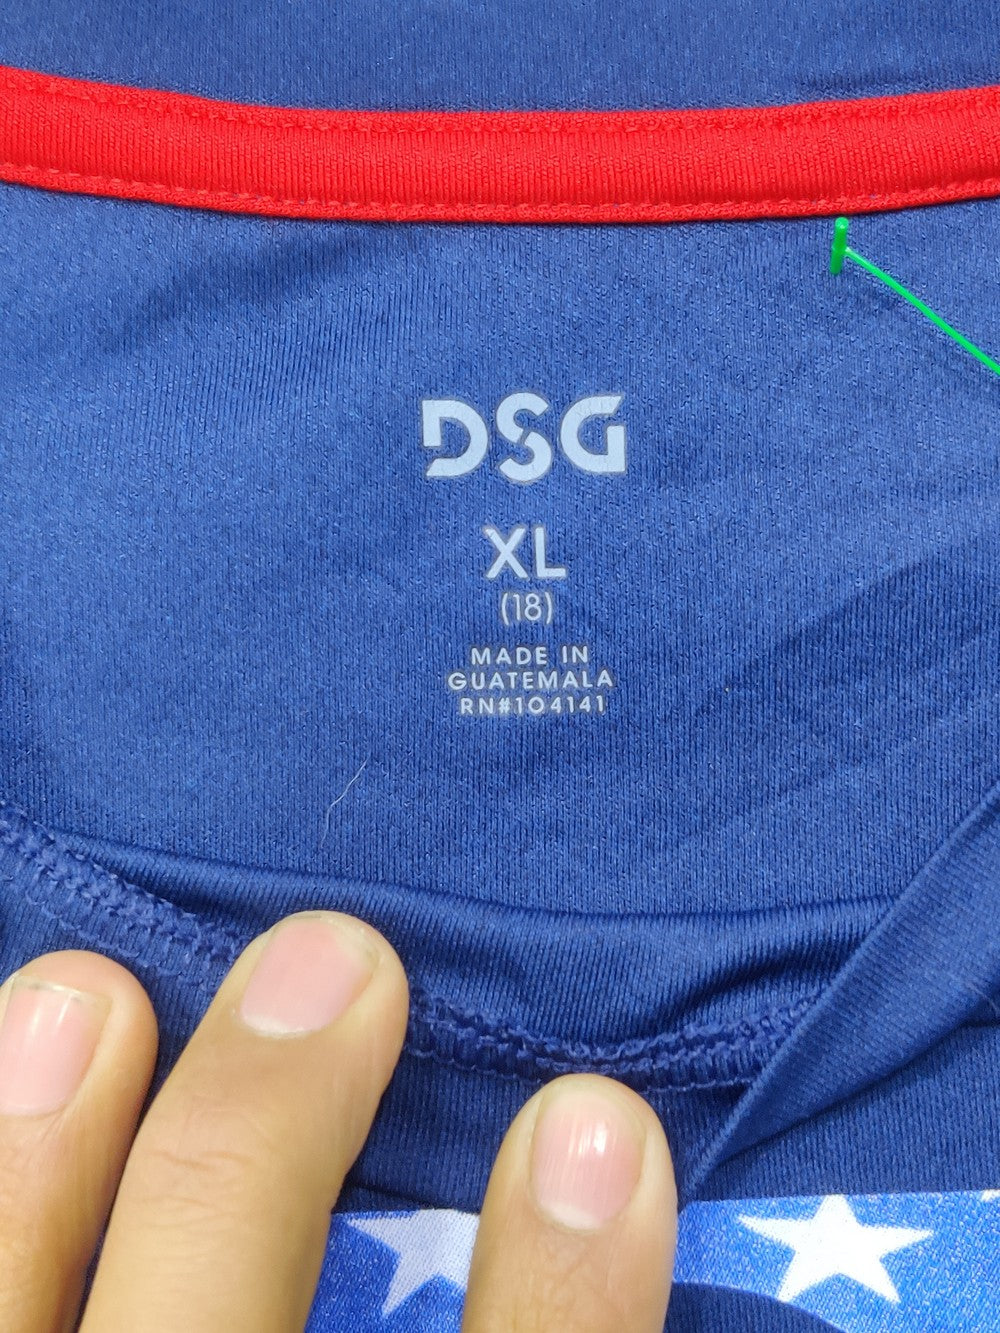 DSG
XL
(18)
MADE IN
GUATEMALA
RN#104141